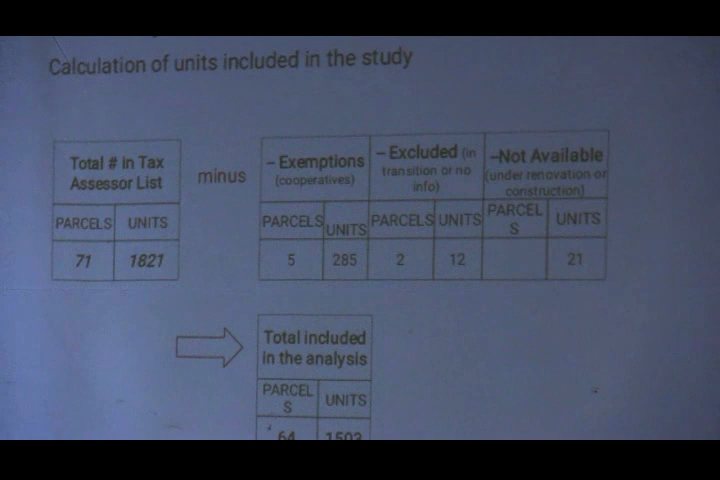 Calculation of units included in the study
Total # in Tax
Assessor List
minus
– Exemptions
(cooperatives)
– Excluded (in
transition or no
info)
–Not Available
(under renovation or
construction)
PARCELS UNITS
PARCELS UNITS PARCELS UNITS PARCEL
S UNITS
71 1821
5 285 2 12 21
Total included
in the analysis
PARCEL
S UNITS
64 1503